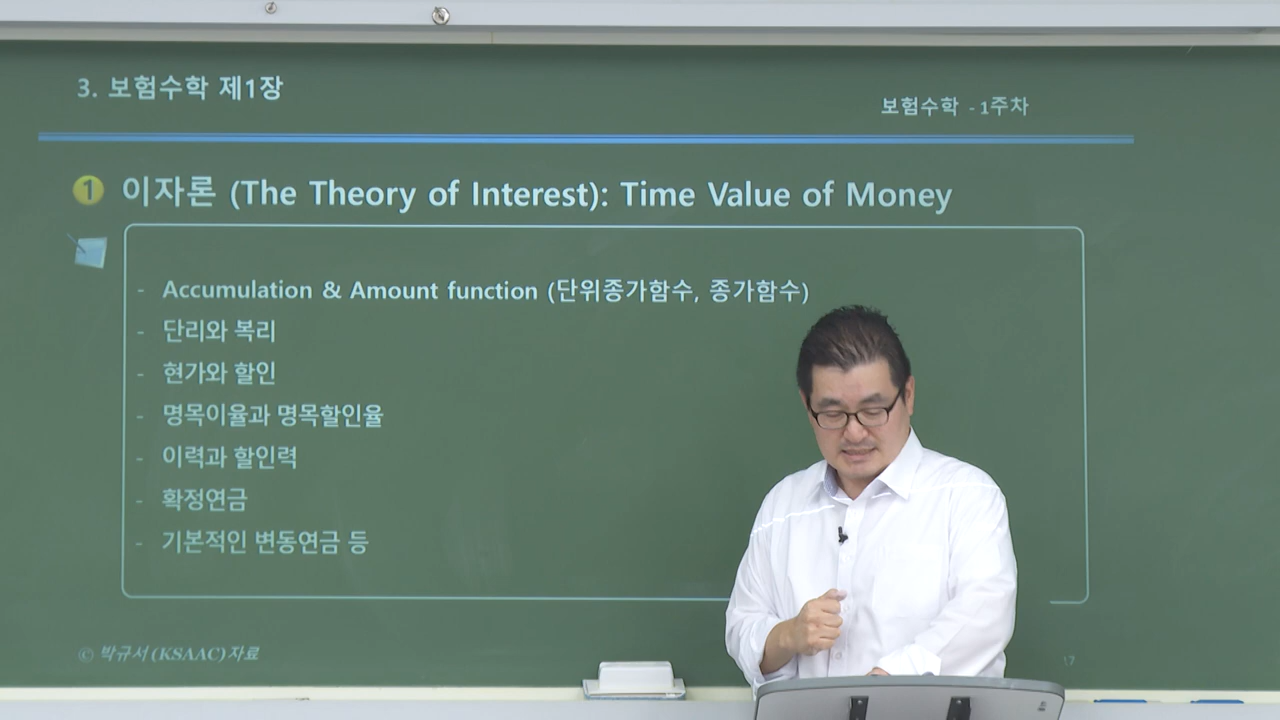 3. 보험수학 제1장
보험수학 - 1주차
1 이자론 (The Theory of Interest): Time Value of Money
- Accumulation & Amount function (단위종가함수, 종가함수)
- 단리와 복리
- 현가와 할인
- 명목이율과 명목할인율
- 이력과 할인력
- 확정연금
- 기본적인 변동연금 등
© 박규서 (KSAAC) 자료
17